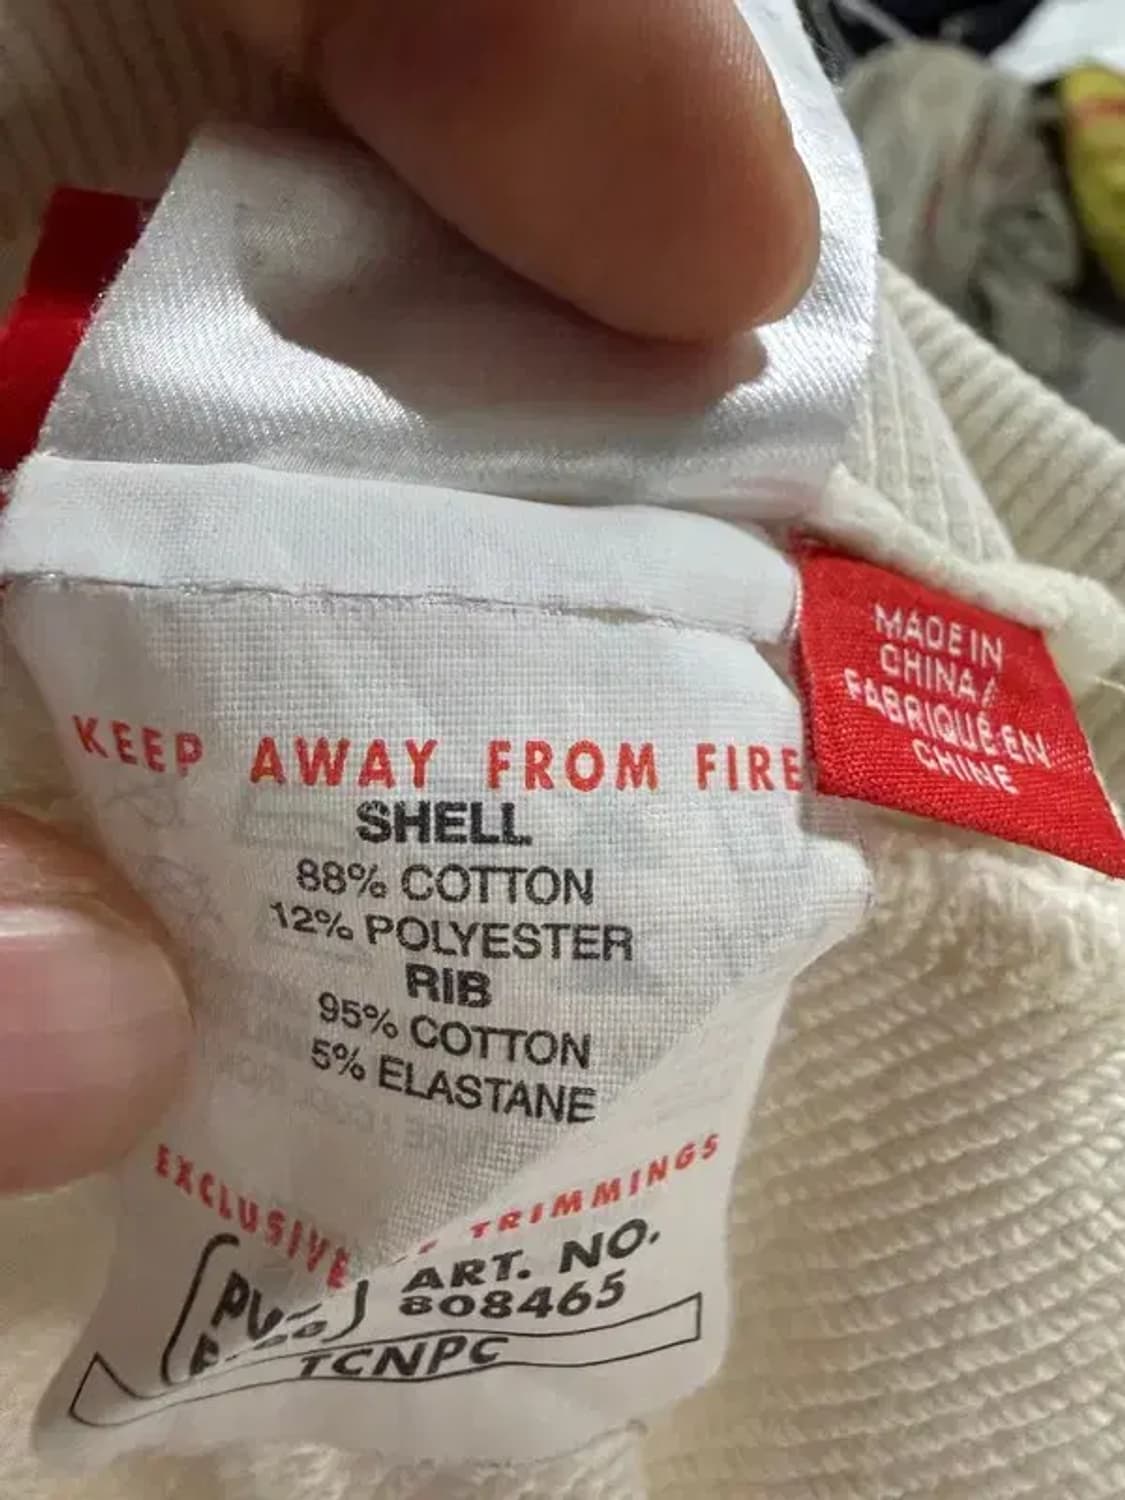 KEEP AWAY FROM FIRE
SHELL
88% COTTON
12% POLYESTER
RIB
95% COTTON
5% ELASTANE
EXCLUSIVE TRIMMINGS
ART. NO.
808465
TCNPC
MADE IN
CHINA/
FABRIQUÉ EN
CHINE